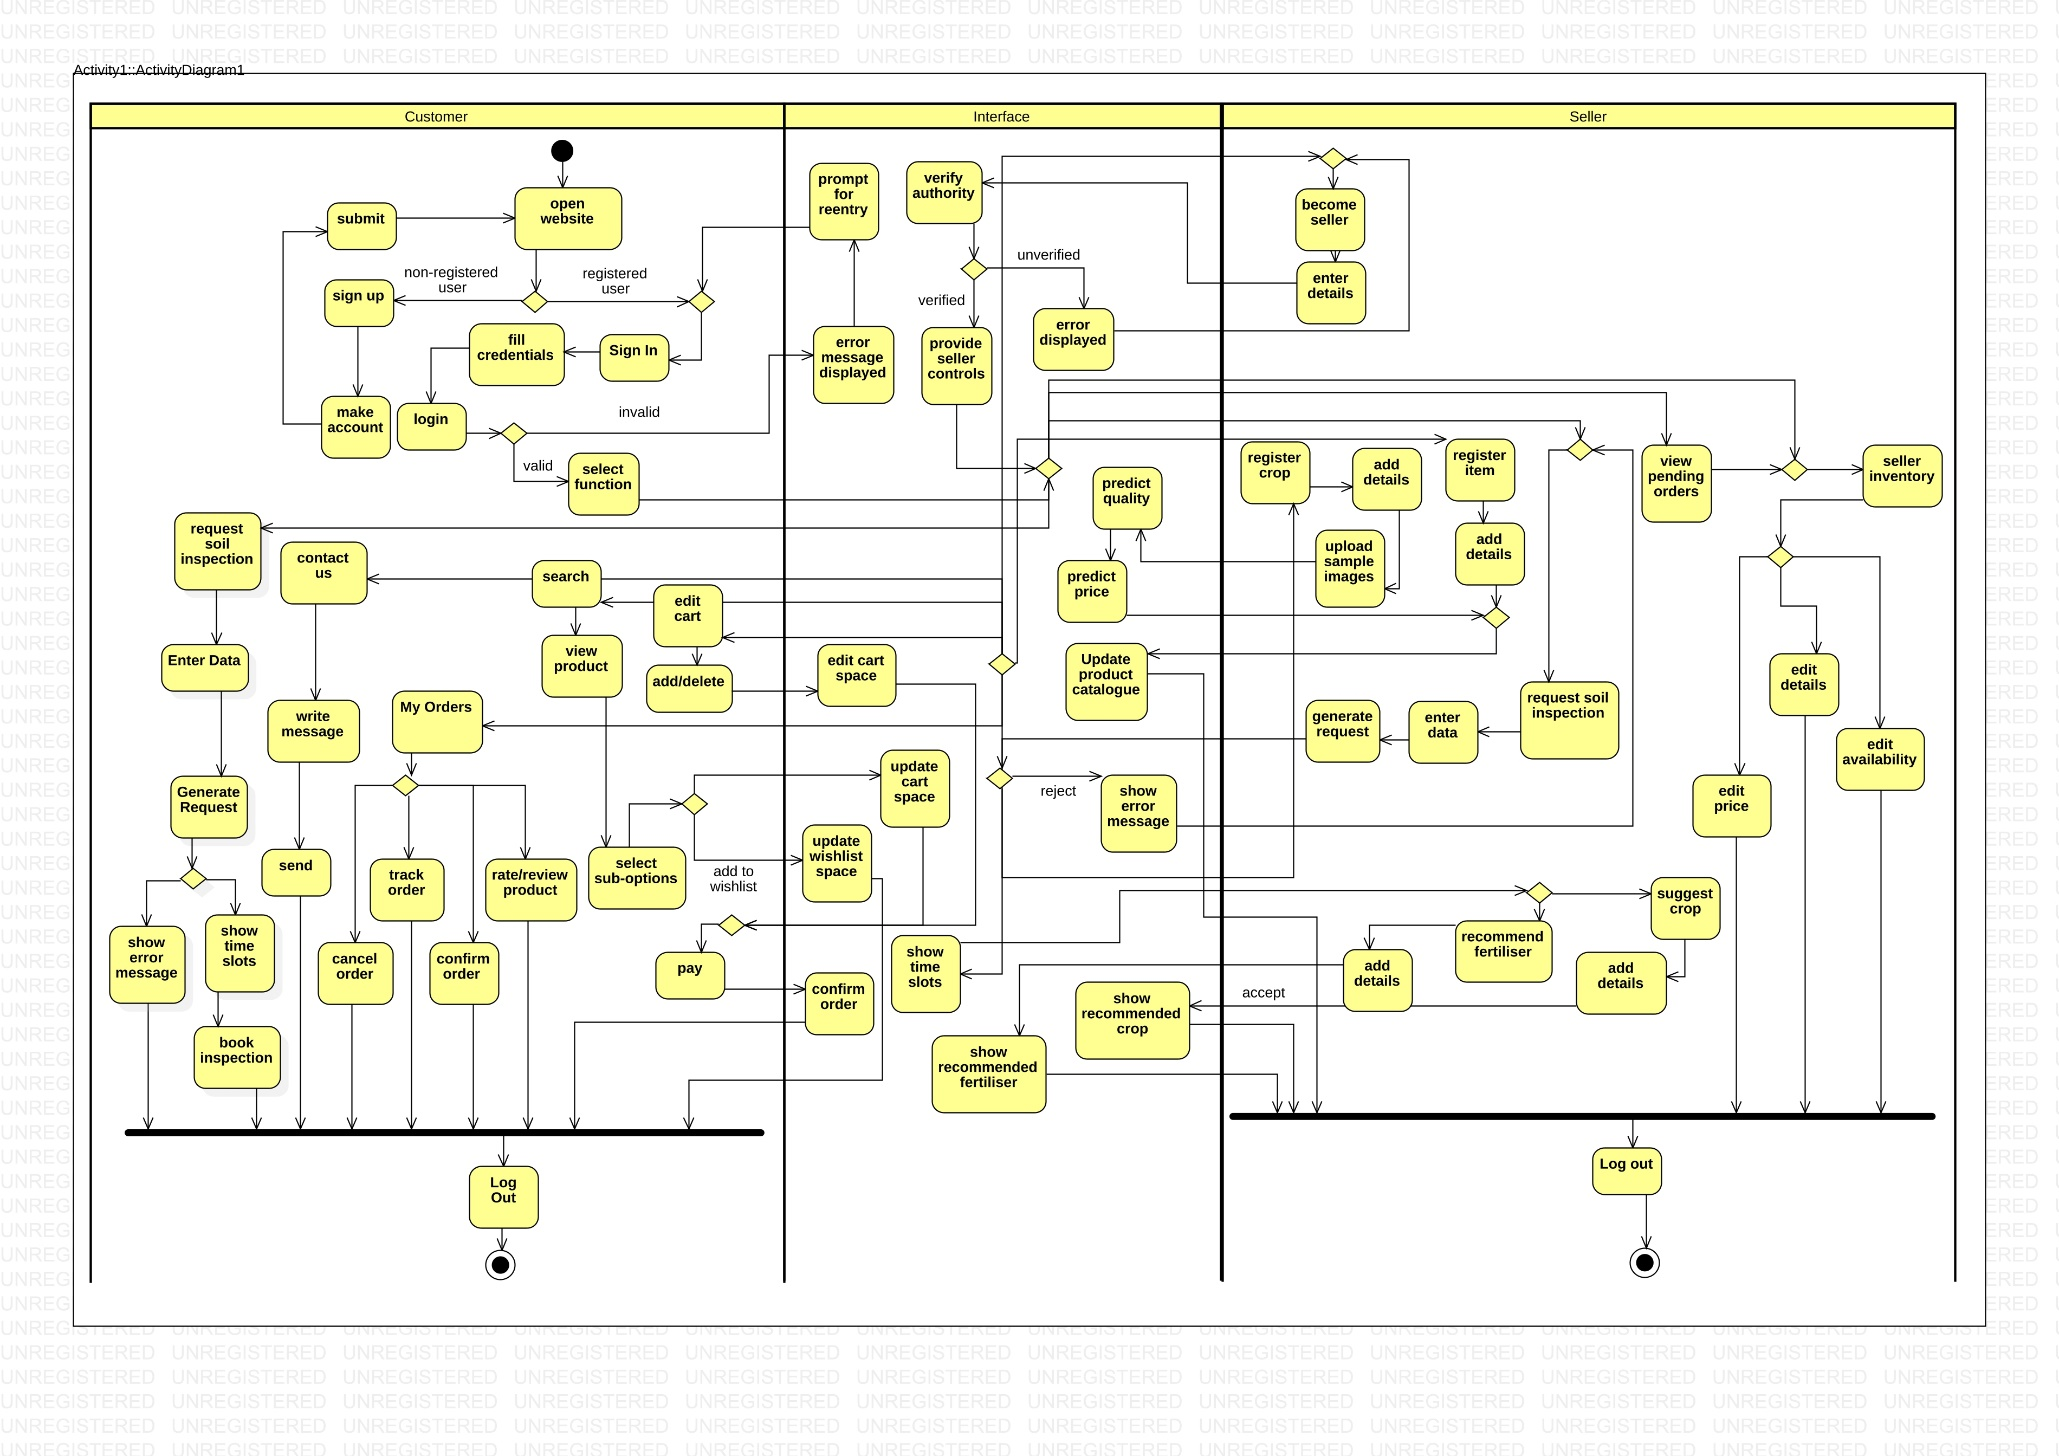 Activity1::ActivityDiagram1
Customer
Interface
Seller
open
website
submit
non-registered
user
registered
user
sign up
fill
credentials
Sign In
make
account
login
invalid
valid
select
function
request
soil
inspection
contact
us
search
edit
cart
Enter Data
view
product
add/delete
write
message
My Orders
Generate
Request
send
track
order
rate/review
product
select
sub-options
add to
wishlist
show
error
message
show
time
slots
cancel
order
confirm
order
pay
book
inspection
Log
Out
prompt
for
reentry
verify
authority
unverified
verified
error
message
displayed
provide
seller
controls
error
displayed
predict
quality
predict
price
edit cart
space
Update
product
catalogue
update
cart
space
reject
show
error
message
update
wishlist
space
show
time
slots
confirm
order
show
recommended
crop
show
recommended
fertiliser
become
seller
enter
details
register
crop
add
details
register
item
view
pending
orders
seller
inventory
upload
sample
images
add
details
edit
details
generate
request
enter
data
request soil
inspection
edit
availability
edit
price
suggest
crop
recommend
fertiliser
add
details
add
details
accept
Log out
UNREGISTERED